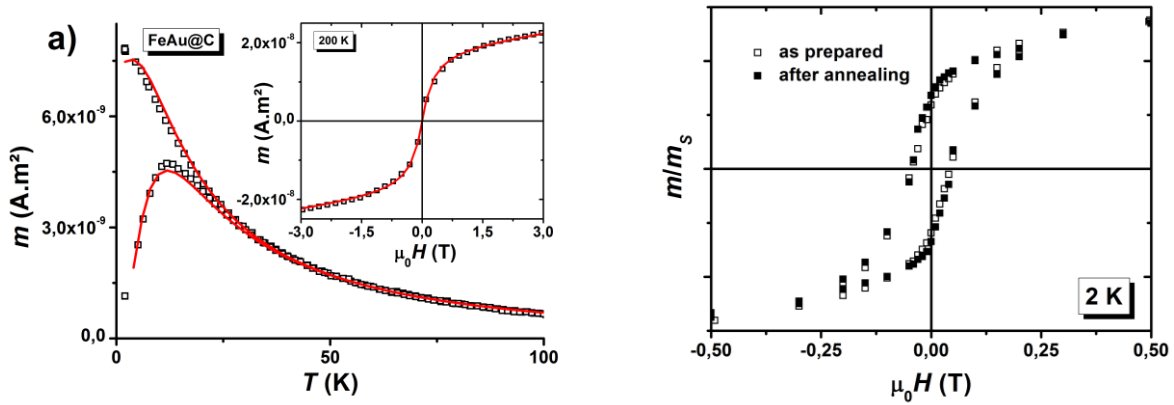 a)
FeAu@C
200 K
m (A.m²)
6,0x10⁻⁹
3,0x10⁻⁹
0,0
0
50
100
T (K)
m (A.m²)
2,0x10⁻⁸
0,0
-2,0x10⁻⁸
-3,0
-1,5
0,0
1,5
3,0
μ₀H (T)
as prepared
after annealing
m/mS
2 K
-0,50
-0,25
0,00
0,25
0,50
μ₀H (T)